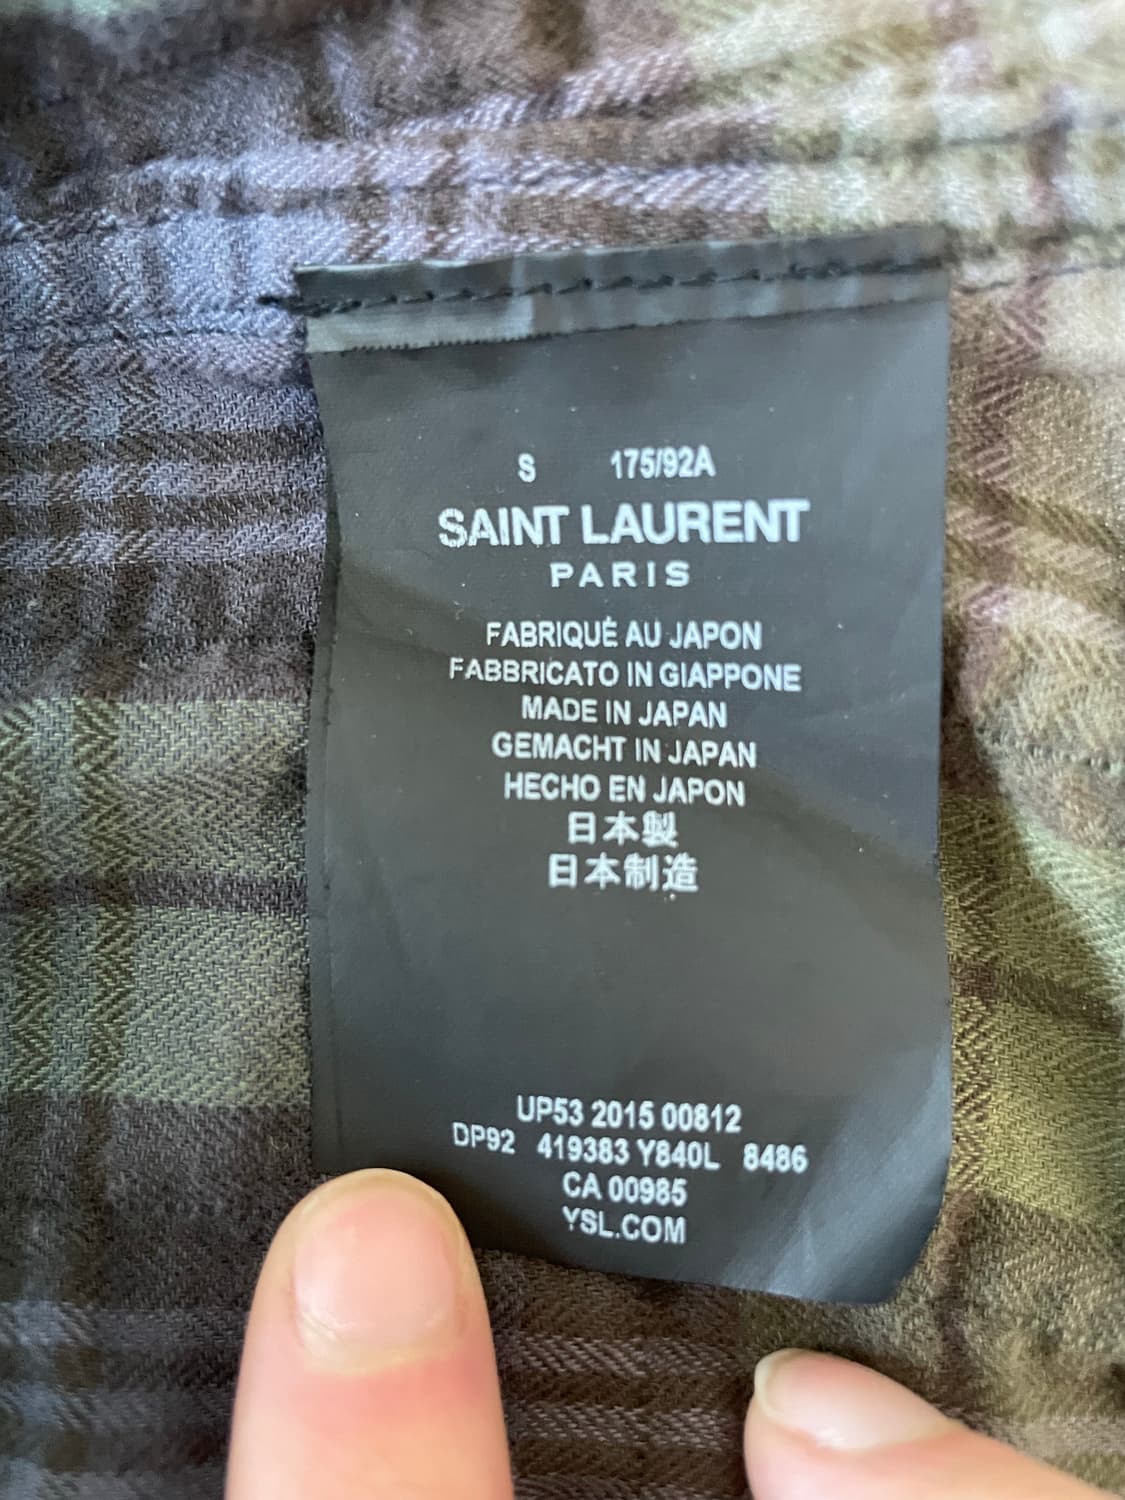 S 175/92A
SAINT LAURENT
PARIS
FABRIQUÉ AU JAPON
FABBRICATO IN GIAPPONE
MADE IN JAPAN
GEMACHT IN JAPAN
HECHO EN JAPON
日本製
日本制造
UP53 2015 00812
DP92 419383 Y840L 8486
CA 00985
YSL.COM